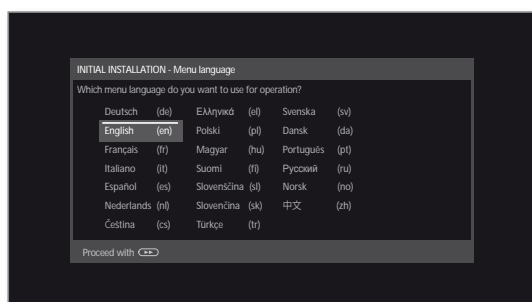 INITIAL INSTALLATION - Menu language
Which menu language do you want to use for operation?
Deutsch (de) Ελληνικά (el) Svenska (sv)
English (en) Polski (pl) Dansk (da)
Français (fr) Magyar (hu) Português (pt)
Italiano (it) Suomi (fi) Русский (ru)
Español (es) Slovenščina (sl) Norsk (no)
Nederlands (nl) Slovenčina (sk) 中文 (zh)
Čeština (cs) Türkçe (tr)
Proceed with